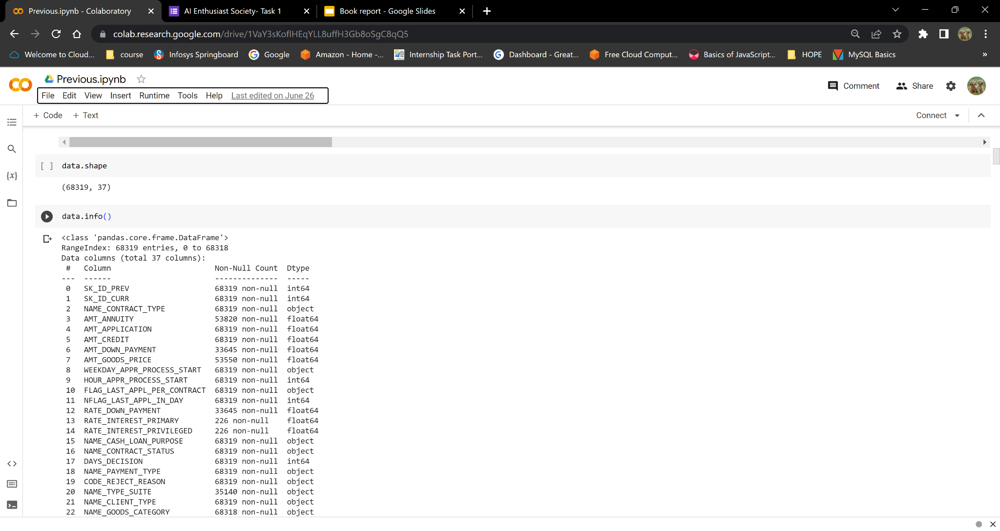 Previous.ipynb - Colaboratory
AI Enthusiast Society- Task 1
Book report - Google Slides
colab.research.google.com/drive/1VaY3sKoflHEqYLL8uffH3Gb8oSgC8qQ5
Welcome to Cloud...
course
Infosys Springboard
Google
Amazon - Home -...
Internship Task Port...
Dashboard - Great...
Free Cloud Comput...
Basics of JavaScript...
HOPE
MySQL Basics
»
Previous.ipynb
Comment
Share
File Edit View Insert Runtime Tools Help Last edited on June 26
+ Code + Text
Connect
{x}
[ ] data.shape
(68319, 37)
data.info()
<class 'pandas.core.frame.DataFrame'>
RangeIndex: 68319 entries, 0 to 68318
Data columns (total 37 columns):
# Column Non-Null Count Dtype
--- ------ -------------- -----
0 SK_ID_PREV 68319 non-null int64
1 SK_ID_CURR 68319 non-null int64
2 NAME_CONTRACT_TYPE 68319 non-null object
3 AMT_ANNUITY 53820 non-null float64
4 AMT_APPLICATION 68319 non-null float64
5 AMT_CREDIT 68319 non-null float64
6 AMT_DOWN_PAYMENT 33645 non-null float64
7 AMT_GOODS_PRICE 53550 non-null float64
8 WEEKDAY_APPR_PROCESS_START 68319 non-null object
9 HOUR_APPR_PROCESS_START 68319 non-null int64
10 FLAG_LAST_APPL_PER_CONTRACT 68319 non-null object
11 NFLAG_LAST_APPL_IN_DAY 68319 non-null int64
12 RATE_DOWN_PAYMENT 33645 non-null float64
13 RATE_INTEREST_PRIMARY 226 non-null float64
14 RATE_INTEREST_PRIVILEGED 226 non-null float64
15 NAME_CASH_LOAN_PURPOSE 68319 non-null object
16 NAME_CONTRACT_STATUS 68319 non-null object
17 DAYS_DECISION 68319 non-null int64
18 NAME_PAYMENT_TYPE 68319 non-null object
19 CODE_REJECT_REASON 68319 non-null object
20 NAME_TYPE_SUITE 35140 non-null object
21 NAME_CLIENT_TYPE 68319 non-null object
22 NAME_GOODS_CATEGORY 68318 non-null object